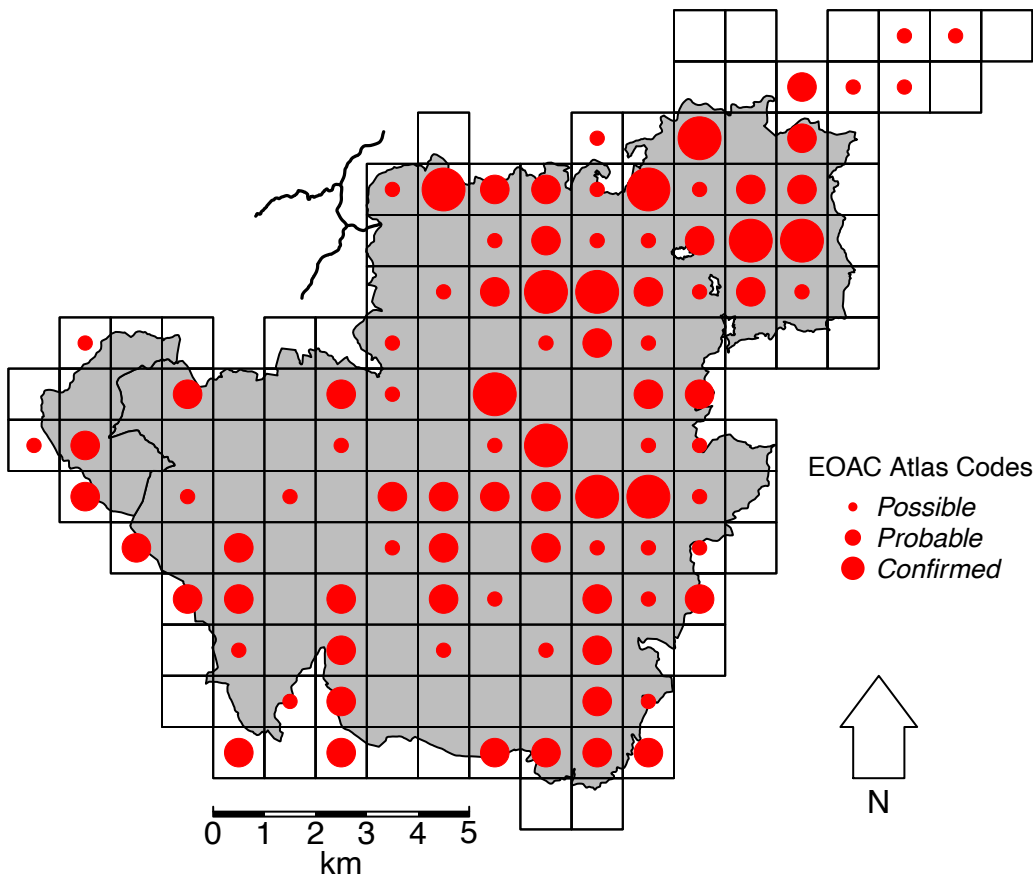 EOAC Atlas Codes
Possible
Probable
Confirmed
N
0 1 2 3 4 5
km